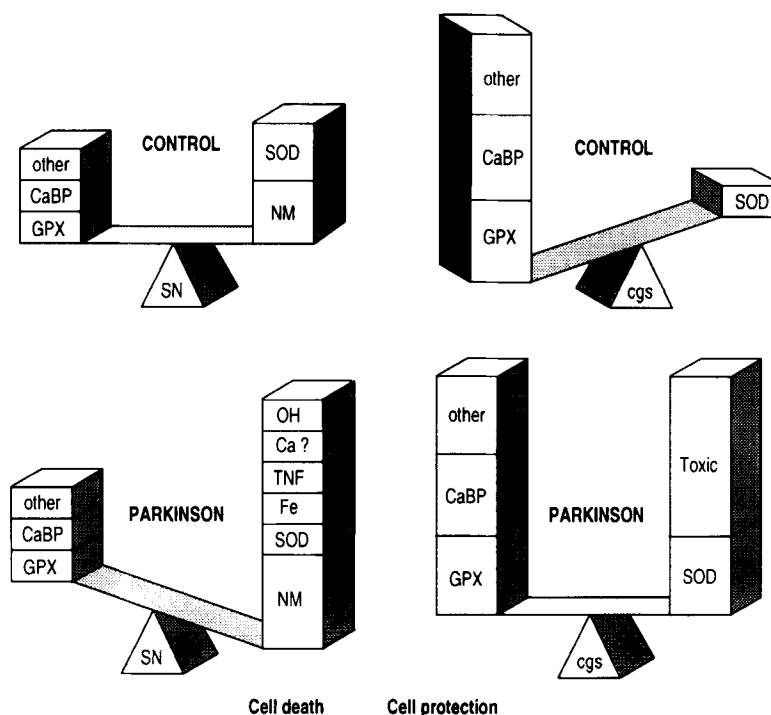 other
CaBP
GPX
CONTROL
SOD
NM
SN
other
CaBP
GPX
CONTROL
SOD
cgs
other
CaBP
GPX
PARKINSON
OH
Ca ?
TNF
Fe
SOD
NM
SN
other
CaBP
GPX
PARKINSON
Toxic
SOD
cgs
Cell death Cell protection